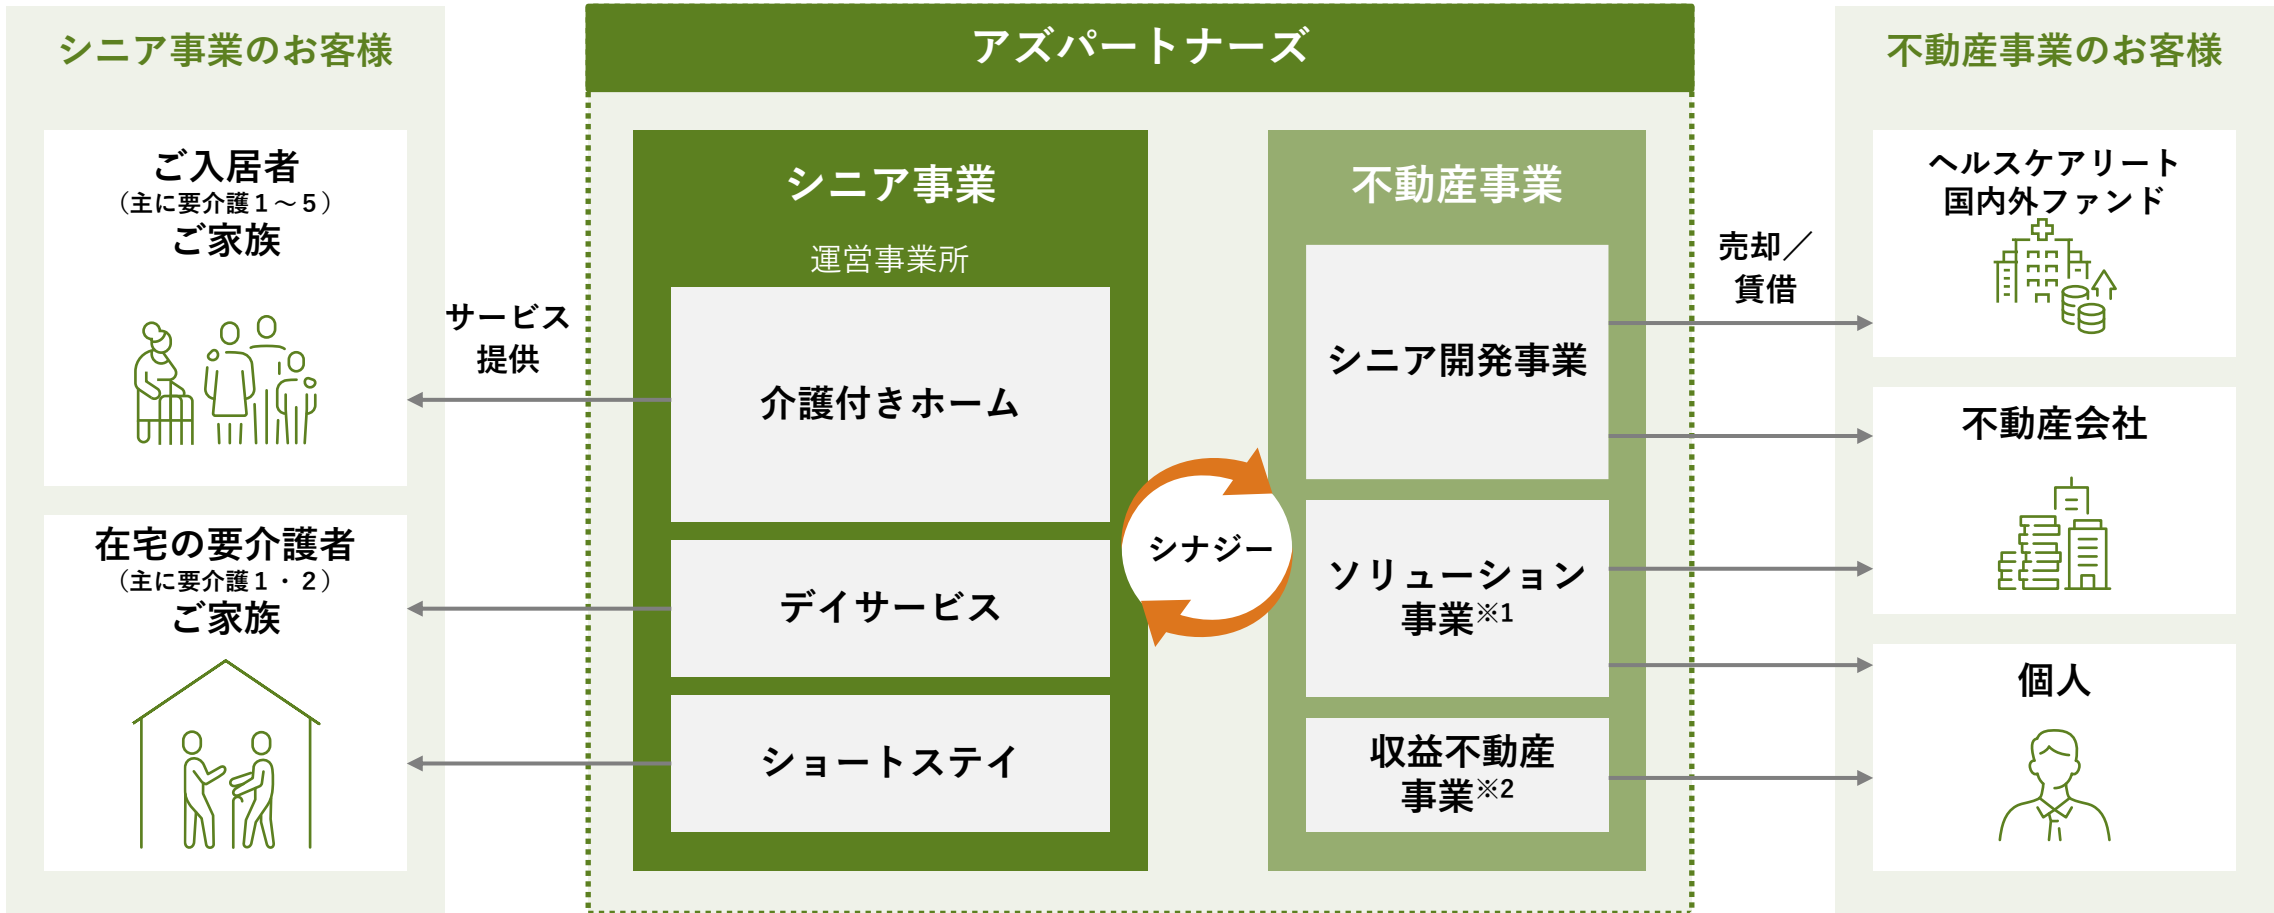 シニア事業のお客様
ご入居者
（主に要介護１～５）
ご家族
在宅の要介護者
（主に要介護１・２）
ご家族
サービス
提供
アズパートナーズ
シニア事業
運営事業所
介護付きホーム
デイサービス
ショートステイ
シナジー
不動産事業
シニア開発事業
ソリューション
事業※1
収益不動産
事業※2
売却／
賃借
不動産事業のお客様
ヘルスケアリート
国内外ファンド
不動産会社
個人